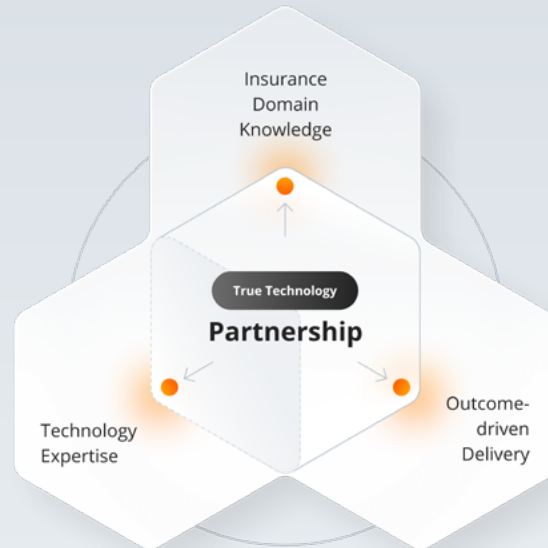 Insurance
Domain
Knowledge
True Technology
Partnership
Technology
Expertise
Outcome-
driven
Delivery